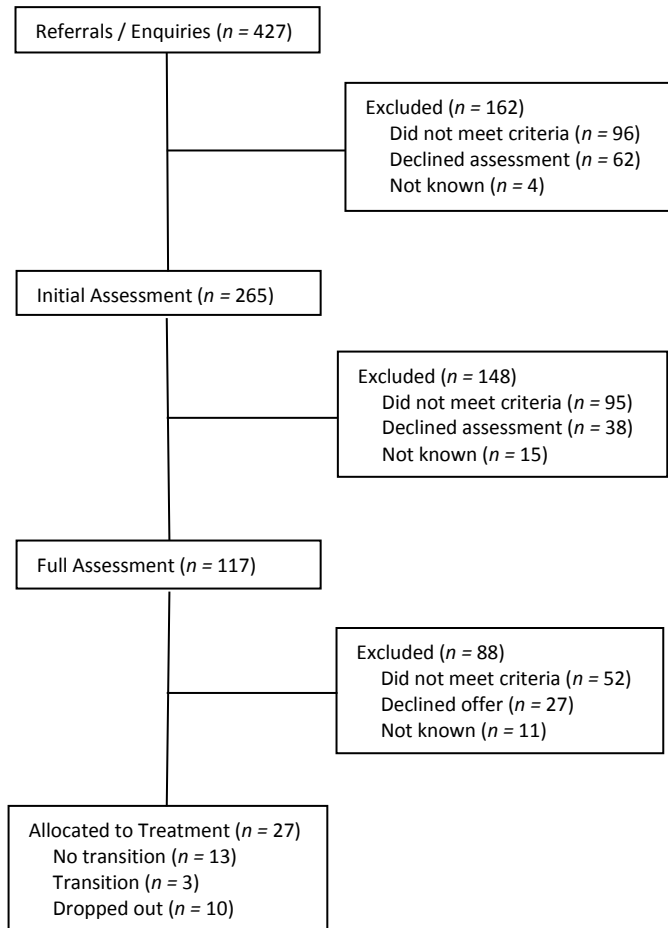 Referrals / Enquiries (n = 427)
Excluded (n = 162)
Did not meet criteria (n = 96)
Declined assessment (n = 62)
Not known (n = 4)
Initial Assessment (n = 265)
Excluded (n = 148)
Did not meet criteria (n = 95)
Declined assessment (n = 38)
Not known (n = 15)
Full Assessment (n = 117)
Excluded (n = 88)
Did not meet criteria (n = 52)
Declined offer (n = 27)
Not known (n = 11)
Allocated to Treatment (n = 27)
No transition (n = 13)
Transition (n = 3)
Dropped out (n = 10)